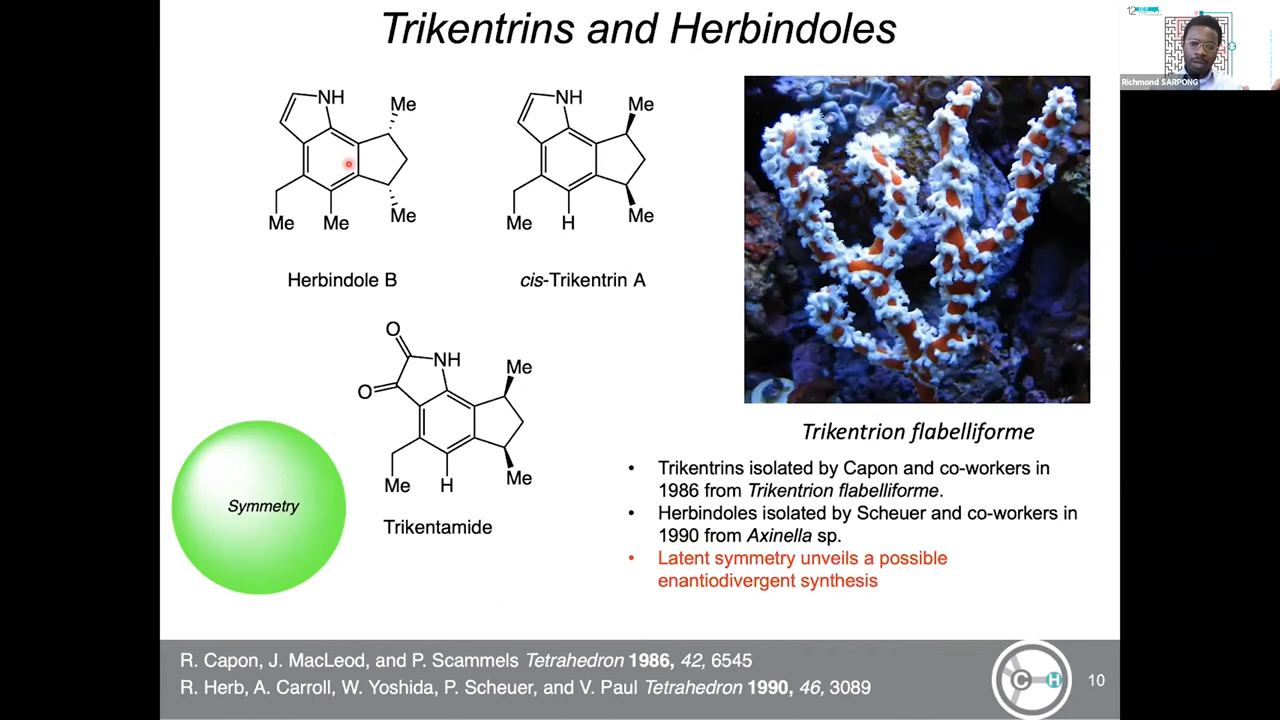 Trikentrins and Herbindoles
12
Richmond SARPONG
NH
Me
Me
Me
Me
Herbindole B
NH
Me
Me
Me
H
cis-Trikentrin A
O
O
NH
Me
Me
Me
H
Trikentamide
Symmetry
Trikentrion flabelliforme
• Trikentrins isolated by Capon and co-workers in
1986 from Trikentrion flabelliforme.
• Herbindoles isolated by Scheuer and co-workers in
1990 from Axinella sp.
• Latent symmetry unveils a possible
enantiodivergent synthesis
R. Capon, J. MacLeod, and P. Scammels Tetrahedron 1986, 42, 6545
R. Herb, A. Carroll, W. Yoshida, P. Scheuer, and V. Paul Tetrahedron 1990, 46, 3089
C H
10